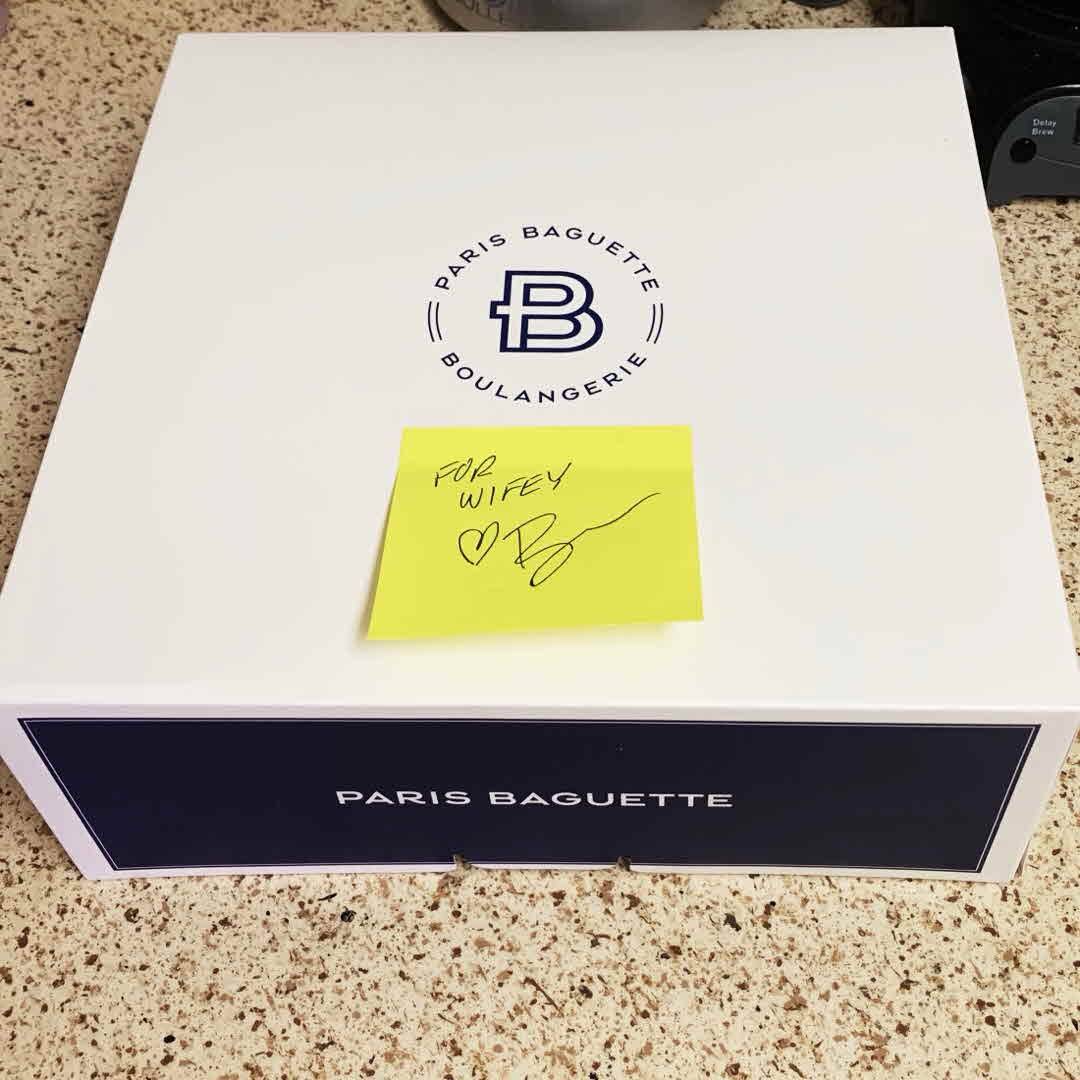 PARIS BAGUETTE
B
BOULANGERIE
FOR
WIFEY
PARIS BAGUETTE
Delay
Brew